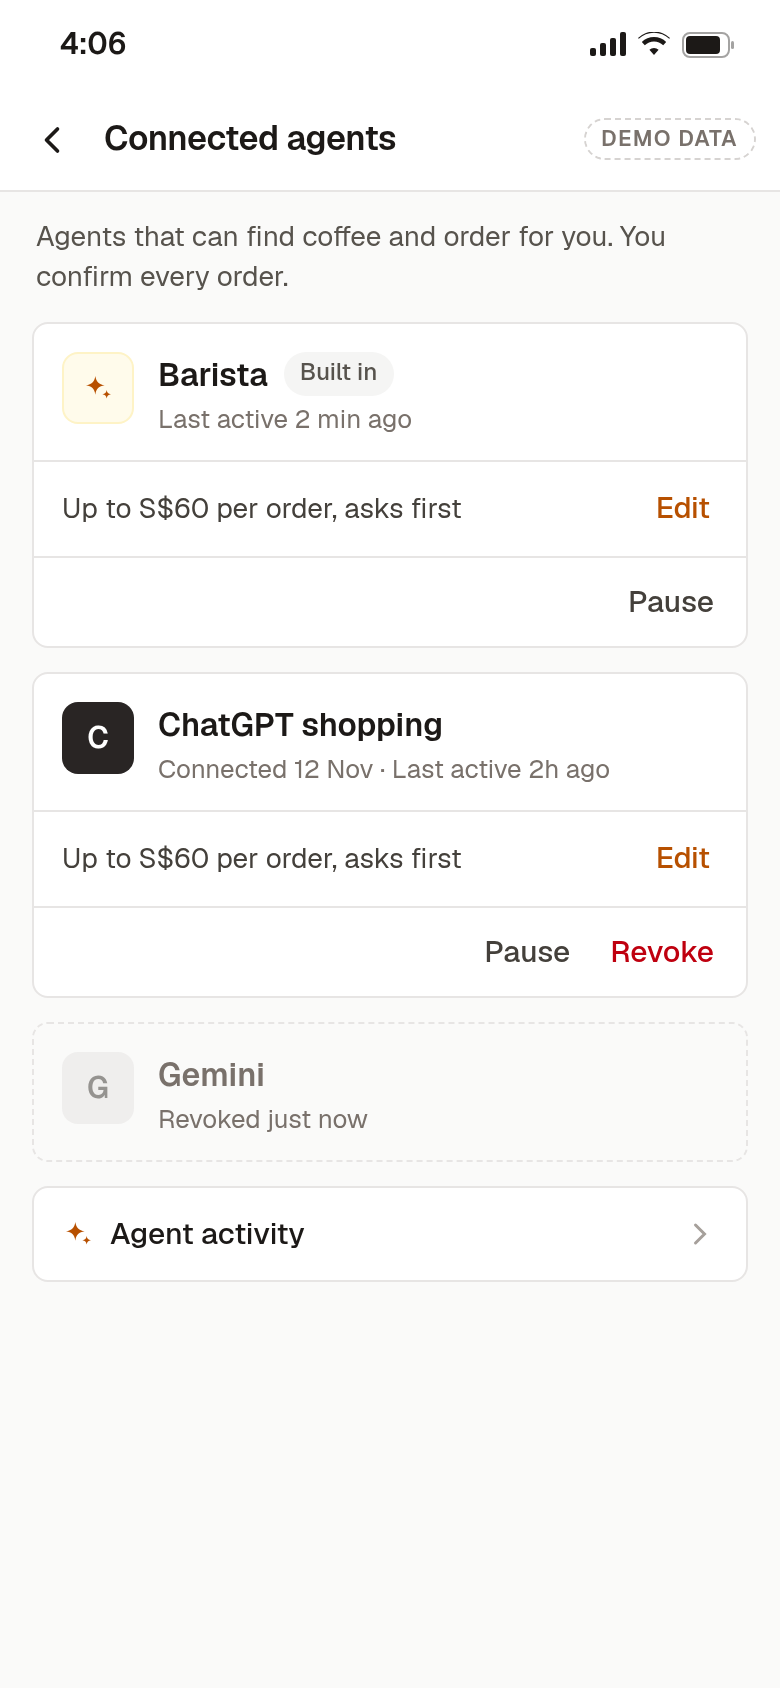 4:06
Connected agents
DEMO DATA
Agents that can find coffee and order for you. You
confirm every order.
Barista
Built in
Last active 2 min ago
Up to S$60 per order, asks first
Edit
Pause
C
ChatGPT shopping
Connected 12 Nov · Last active 2h ago
Up to S$60 per order, asks first
Edit
Pause
Revoke
G
Gemini
Revoked just now
Agent activity